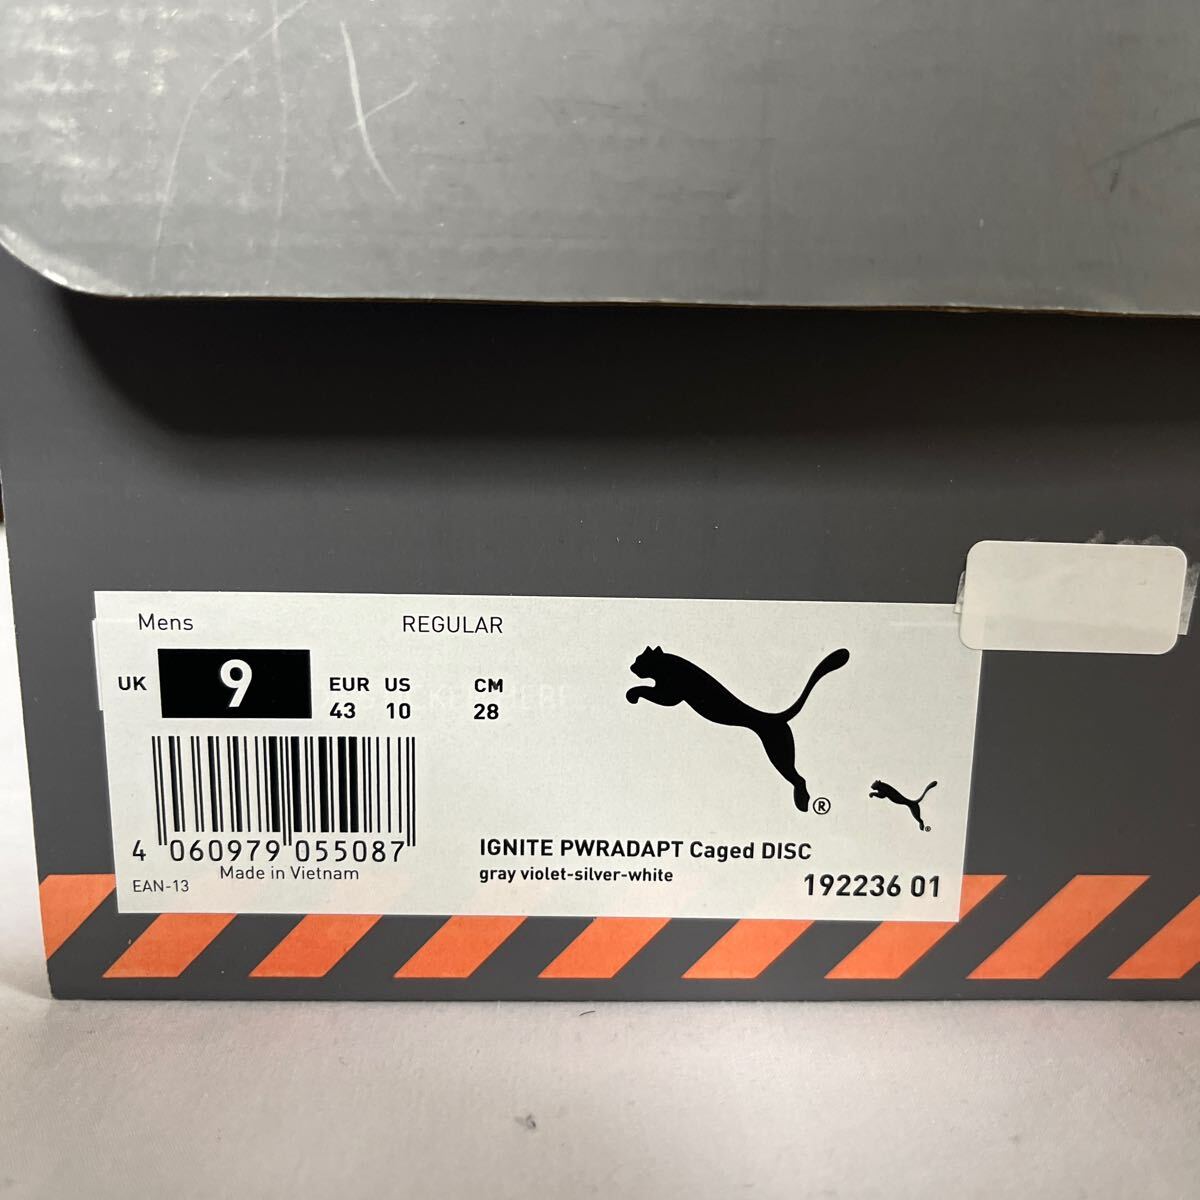 Mens REGULAR
UK 9 EUR US CM
43 10 28
4 060979 055087
EAN-13 Made in Vietnam
IGNITE PWRADAPT Caged DISC
gray violet-silver-white
192236 01
®
®